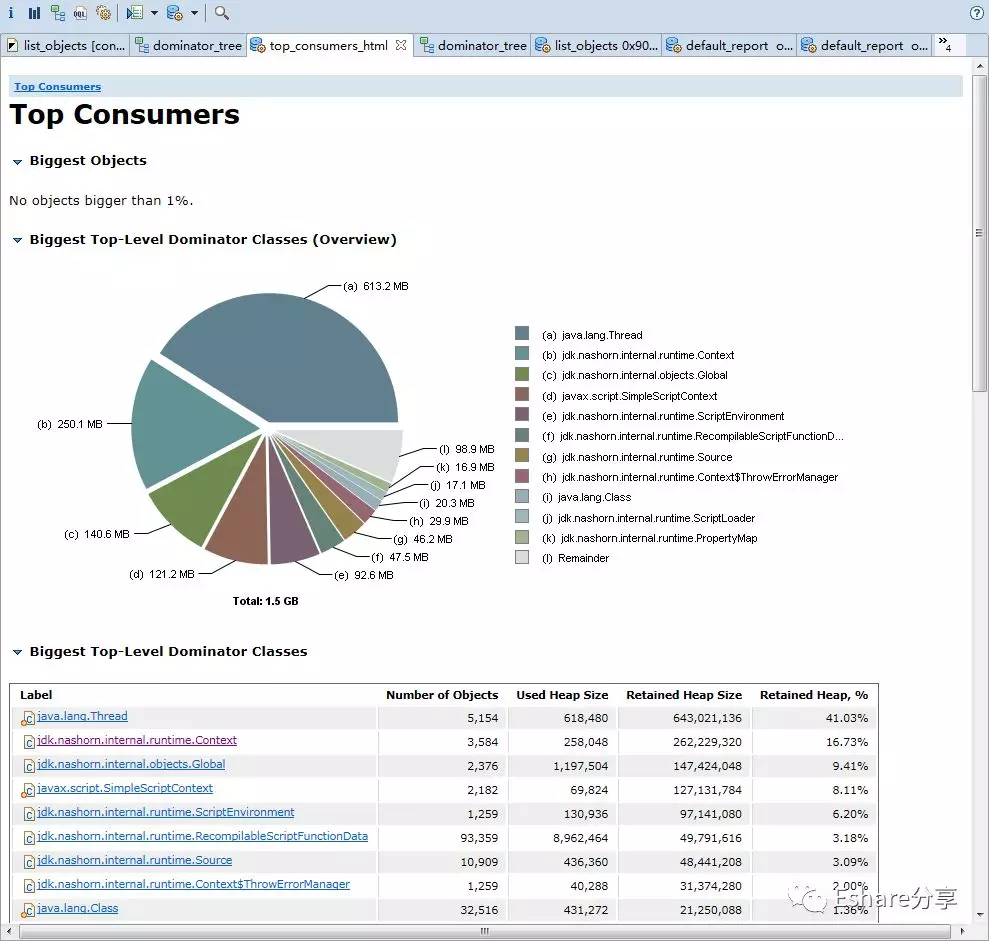 list_objects [con...
dominator_tree
top_consumers_html
dominator_tree
list_objects 0x90...
default_report o...
default_report o...
»4
Top Consumers
Top Consumers
Biggest Objects
No objects bigger than 1%.
Biggest Top-Level Dominator Classes (Overview)
(a) 613.2 MB
(b) 250.1 MB
(c) 140.6 MB
(d) 121.2 MB
(e) 92.6 MB
(f) 47.5 MB
(g) 46.2 MB
(h) 29.9 MB
(i) 20.3 MB
(j) 17.1 MB
(k) 16.9 MB
(l) 98.9 MB
Total: 1.5 GB
(a) java.lang.Thread
(b) jdk.nashorn.internal.runtime.Context
(c) jdk.nashorn.internal.objects.Global
(d) javax.script.SimpleScriptContext
(e) jdk.nashorn.internal.runtime.ScriptEnvironment
(f) jdk.nashorn.internal.runtime.RecompilableScriptFunctionD...
(g) jdk.nashorn.internal.runtime.Source
(h) jdk.nashorn.internal.runtime.Context$ThrowErrorManager
(i) java.lang.Class
(j) jdk.nashorn.internal.runtime.ScriptLoader
(k) jdk.nashorn.internal.runtime.PropertyMap
(l) Remainder
Biggest Top-Level Dominator Classes
Label Number of Objects Used Heap Size Retained Heap Size Retained Heap, %
java.lang.Thread 5,154 618,480 643,021,136 41.03%
jdk.nashorn.internal.runtime.Context 3,584 258,048 262,229,320 16.73%
jdk.nashorn.internal.objects.Global 2,376 1,197,504 147,424,048 9.41%
javax.script.SimpleScriptContext 2,182 69,824 127,131,784 8.11%
jdk.nashorn.internal.runtime.ScriptEnvironment 1,259 130,936 97,141,080 6.20%
jdk.nashorn.internal.runtime.RecompilableScriptFunctionData 93,359 8,962,464 49,791,616 3.18%
jdk.nashorn.internal.runtime.Source 10,909 436,360 48,441,208 3.09%
jdk.nashorn.internal.runtime.Context$ThrowErrorManager 1,259 40,288 31,374,280 2.00%
java.lang.Class 32,516 431,272 21,250,088 1.36%
Eshare分享